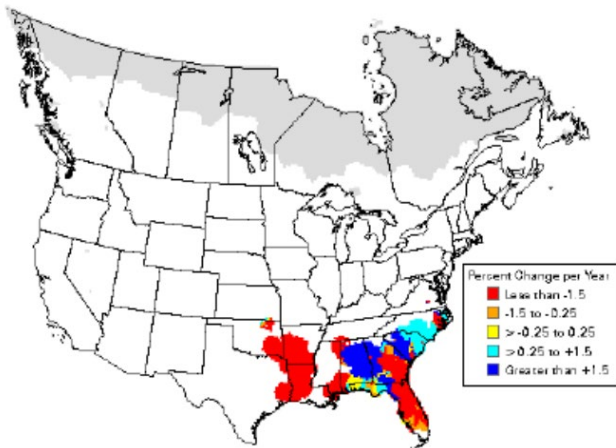 Percent Change per Year
Less than -1.5
-1.5 to -0.25
> -0.25 to 0.25
> 0.25 to +1.5
Greater than +1.5